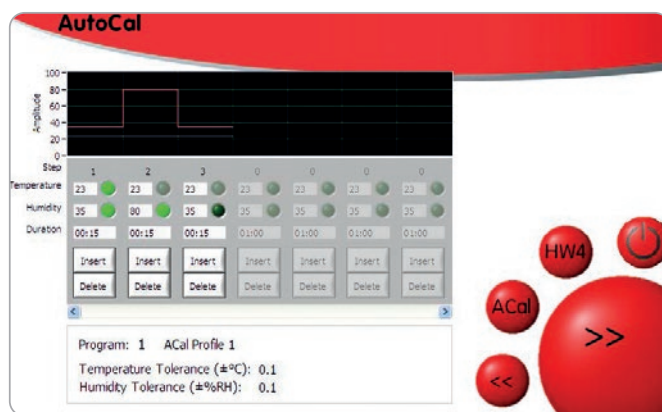 AutoCal
100
80
60
40
20
0
Amplitude
Step 1 2 3 0 0 0 0
Temperature 23 23 23 23 23 23 23
Humidity 35 80 35 35 35 35 35
Duration 00:15 00:15 00:15 01:00 01:00 01:00 01:00
Insert Insert Insert Insert Insert Insert Insert
Delete Delete Delete Delete Delete Delete Delete
Program: 1 ACal Profile 1
Temperature Tolerance (±ºC): 0.1
Humidity Tolerance (±%RH): 0.1
HW4
ACal
>>
<<